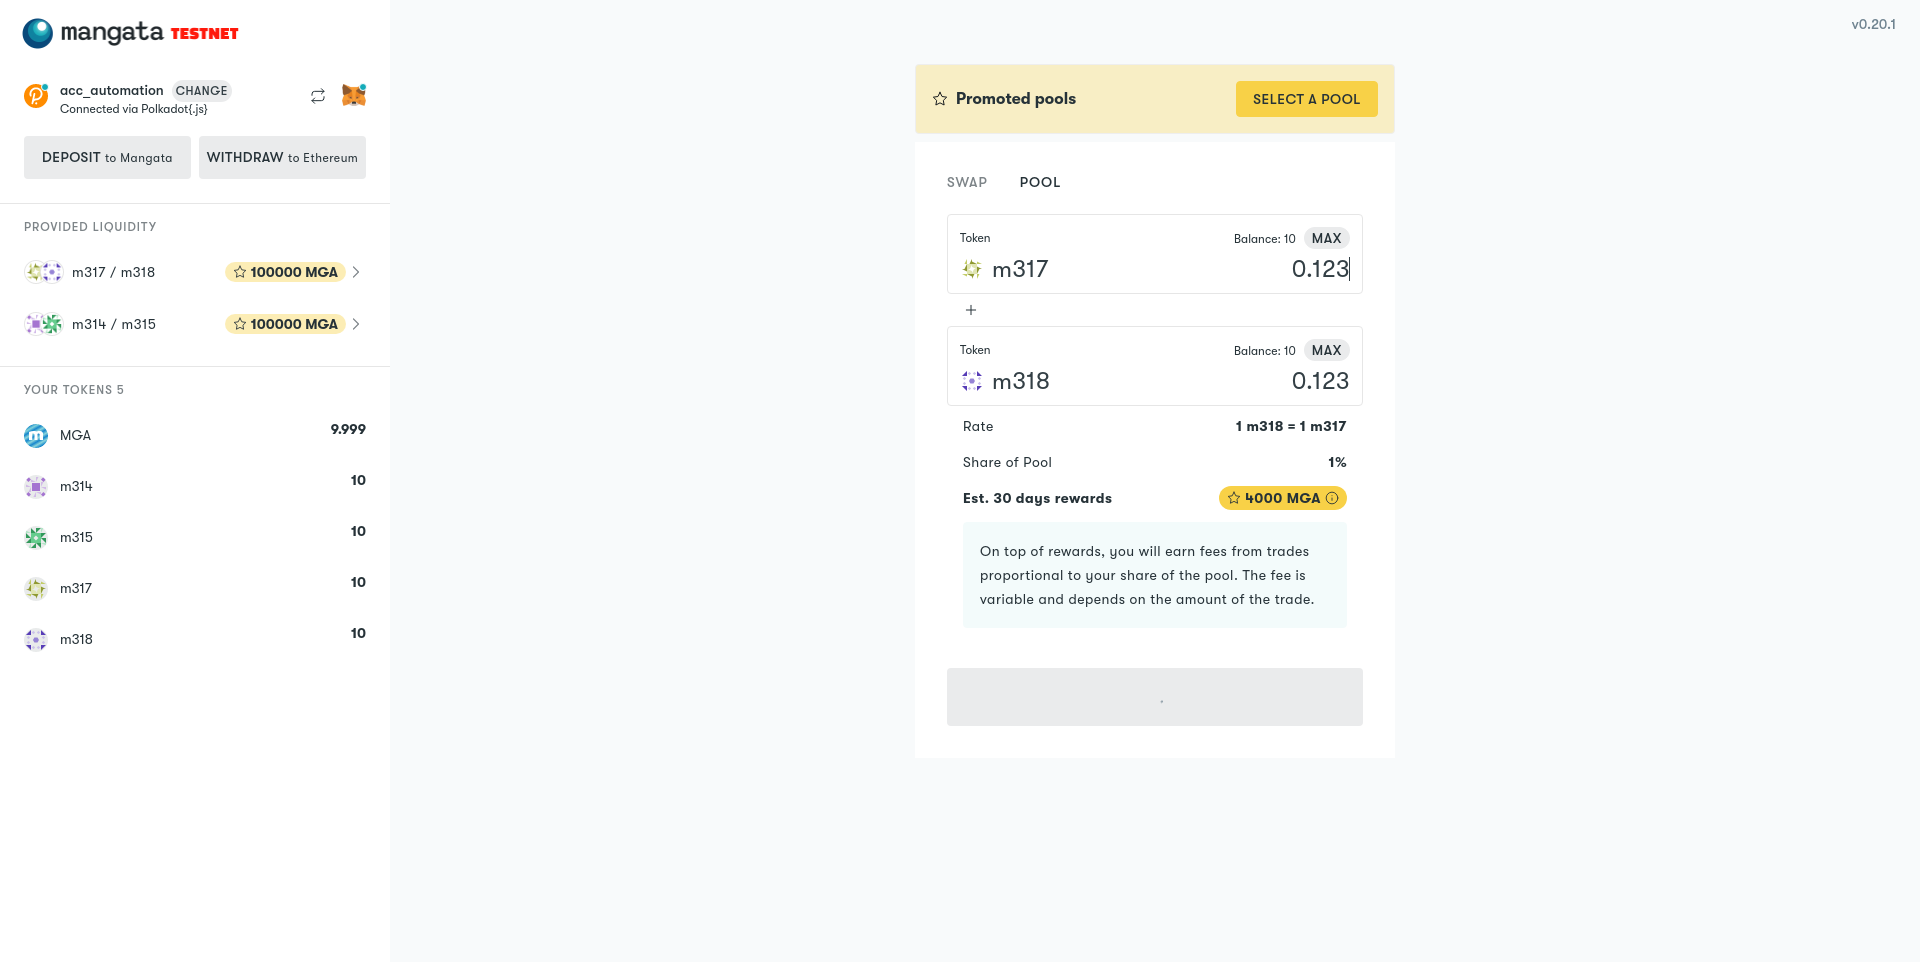 mangata TESTNET
v0.20.1
acc_automation CHANGE
Connected via Polkadot{.js}
DEPOSIT to Mangata
WITHDRAW to Ethereum
PROVIDED LIQUIDITY
m317 / m318 100000 MGA
m314 / m315 100000 MGA
YOUR TOKENS 5
MGA 9.999
m314 10
m315 10
m317 10
m318 10
Promoted pools SELECT A POOL
SWAP POOL
Token Balance: 10 MAX
m317 0.123
+
Token Balance: 10 MAX
m318 0.123
Rate 1 m318 = 1 m317
Share of Pool 1%
Est. 30 days rewards 4000 MGA
On top of rewards, you will earn fees from trades
proportional to your share of the pool. The fee is
variable and depends on the amount of the trade.
.